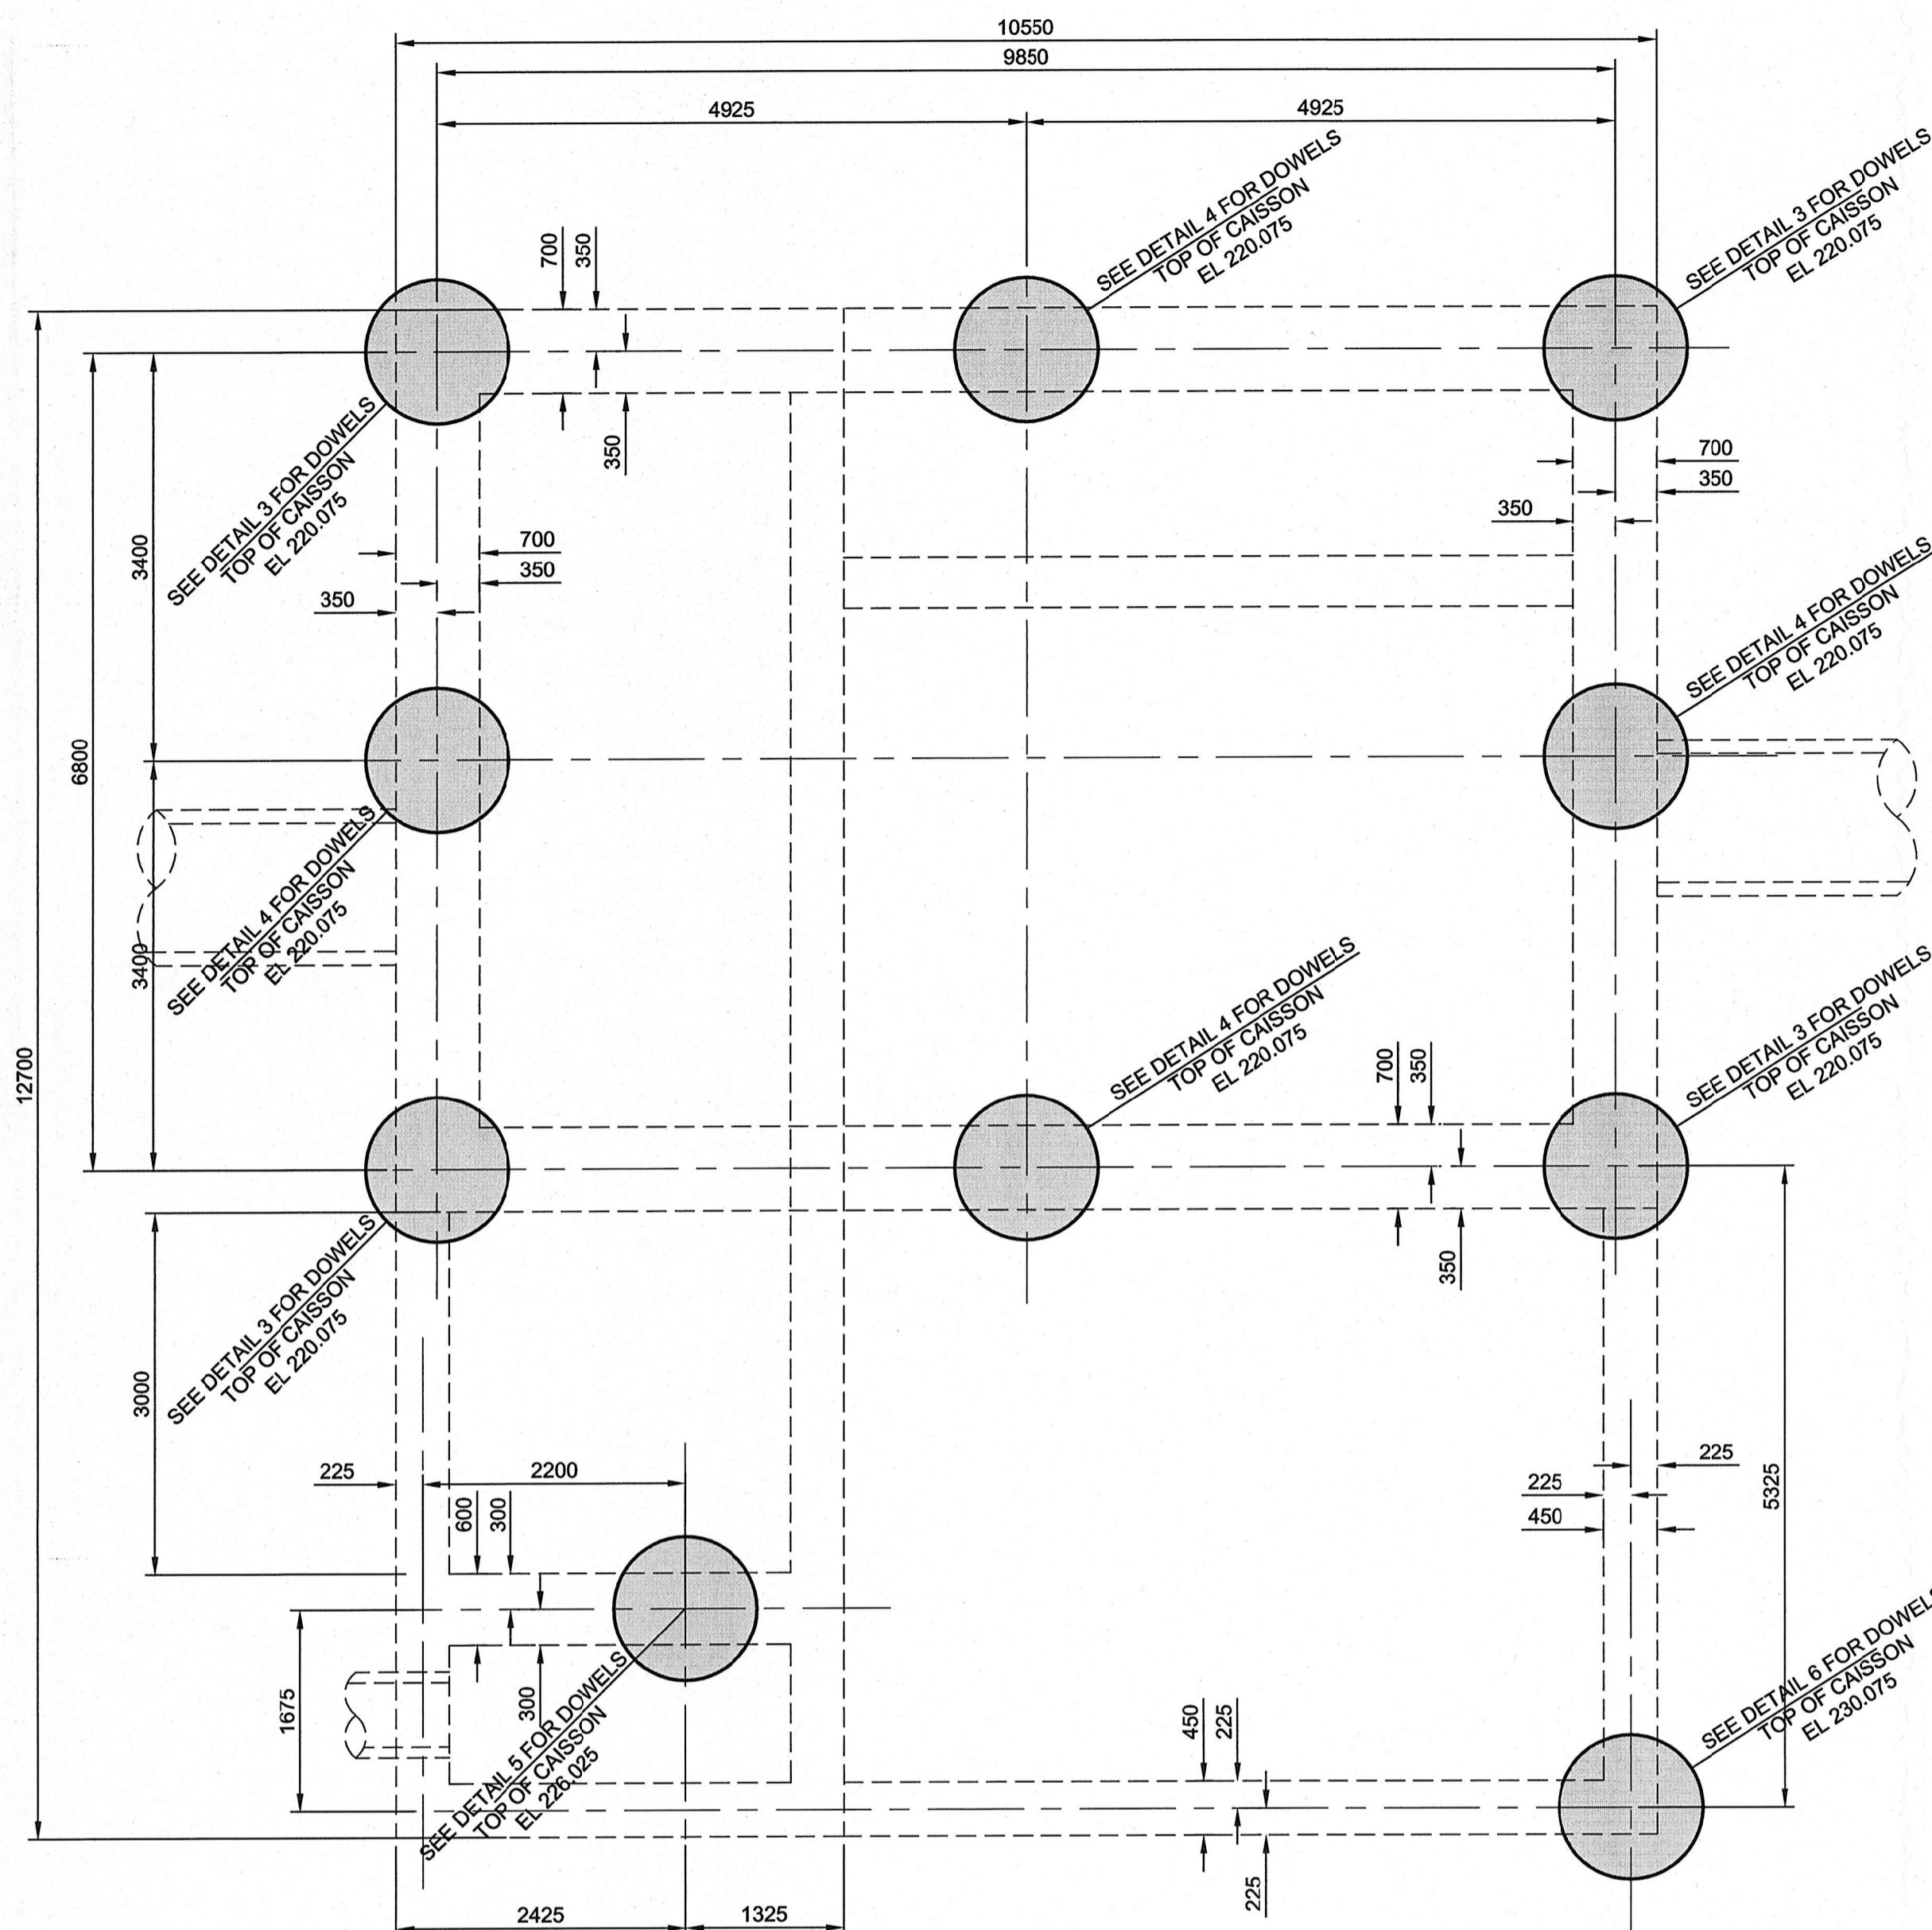 10550
9850
4925
4925
SEE DETAIL 4 FOR DOWELS
TOP OF CAISSON
EL 220.075
SEE DETAIL 3 FOR DOWELS
TOP OF CAISSON
EL 220.075
700
350
350
SEE DETAIL 3 FOR DOWELS
TOP OF CAISSON
EL 220.075
700
350
350
3400
700
350
350
SEE DETAIL 4 FOR DOWELS
TOP OF CAISSON
EL 220.075
6800
SEE DETAIL 4 FOR DOWELS
TOP OF CAISSON
EL 220.075
3400
SEE DETAIL 4 FOR DOWELS
TOP OF CAISSON
EL 220.075
SEE DETAIL 3 FOR DOWELS
TOP OF CAISSON
EL 220.075
12700
700
350
350
SEE DETAIL 3 FOR DOWELS
TOP OF CAISSON
EL 220.075
3000
225
2200
600
300
300
225
225
450
5325
1675
SEE DETAIL 5 FOR DOWELS
TOP OF CAISSON
EL 226.025
450
225
225
SEE DETAIL 6 FOR DOWELS
TOP OF CAISSON
EL 230.075
2425
1325